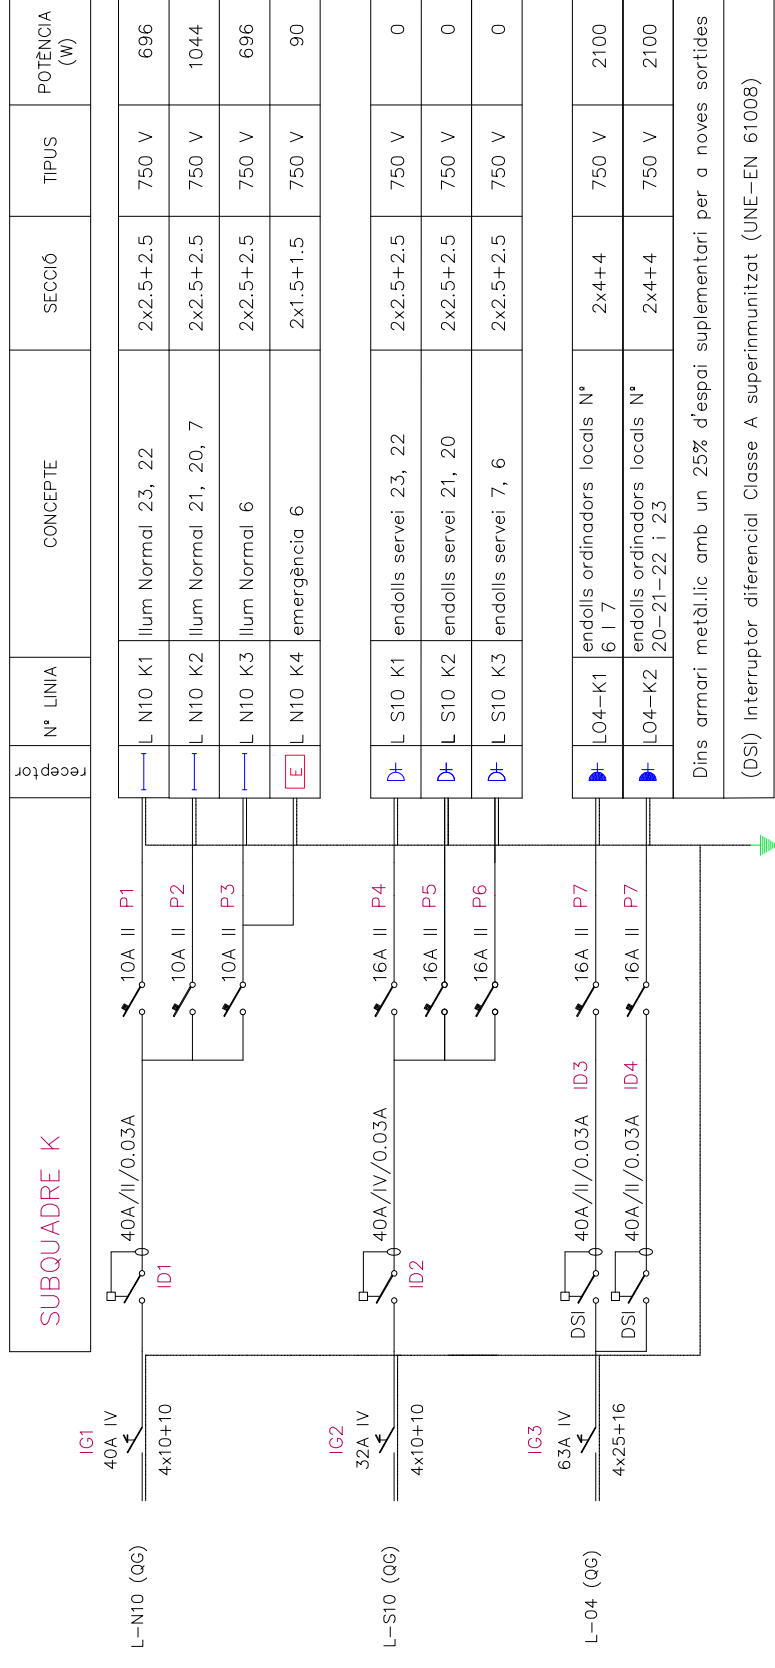 SUBQUADRE K
receptor
Nº LINIA
CONCEPTE
SECCIÓ
TIPUS
POTÈNCIA
(W)
L-N10 (QG)
IG1
40A IV
4x10+10
ID1
40A/II/0.03A
10A II P1
L N10 K1
llum Normal 23, 22
2x2.5+2.5
750 V
696
10A II P2
L N10 K2
llum Normal 21, 20, 7
2x2.5+2.5
750 V
1044
10A II P3
L N10 K3
llum Normal 6
2x2.5+2.5
750 V
696
E
L N10 K4
emergència 6
2x1.5+1.5
750 V
90
L-S10 (QG)
IG2
32A IV
4x10+10
ID2
40A/IV/0.03A
16A II P4
L S10 K1
endolls servei 23, 22
2x2.5+2.5
750 V
0
16A II P5
L S10 K2
endolls servei 21, 20
2x2.5+2.5
750 V
0
16A II P6
L S10 K3
endolls servei 7, 6
2x2.5+2.5
750 V
0
L-04 (QG)
IG3
63A IV
4x25+16
DSI
40A/II/0.03A
ID3
16A II P7
LO4-K1
endolls ordinadors locals Nº
6 I 7
2x4+4
750 V
2100
DSI
40A/II/0.03A
ID4
16A II P7
LO4-K2
endolls ordinadors locals Nº
20-21-22 i 23
2x4+4
750 V
2100
Dins armari metàl.lic amb un 25% d'espai suplementari per a noves sortides
(DSI) Interruptor diferencial Classe A superinmunitzat (UNE-EN 61008)